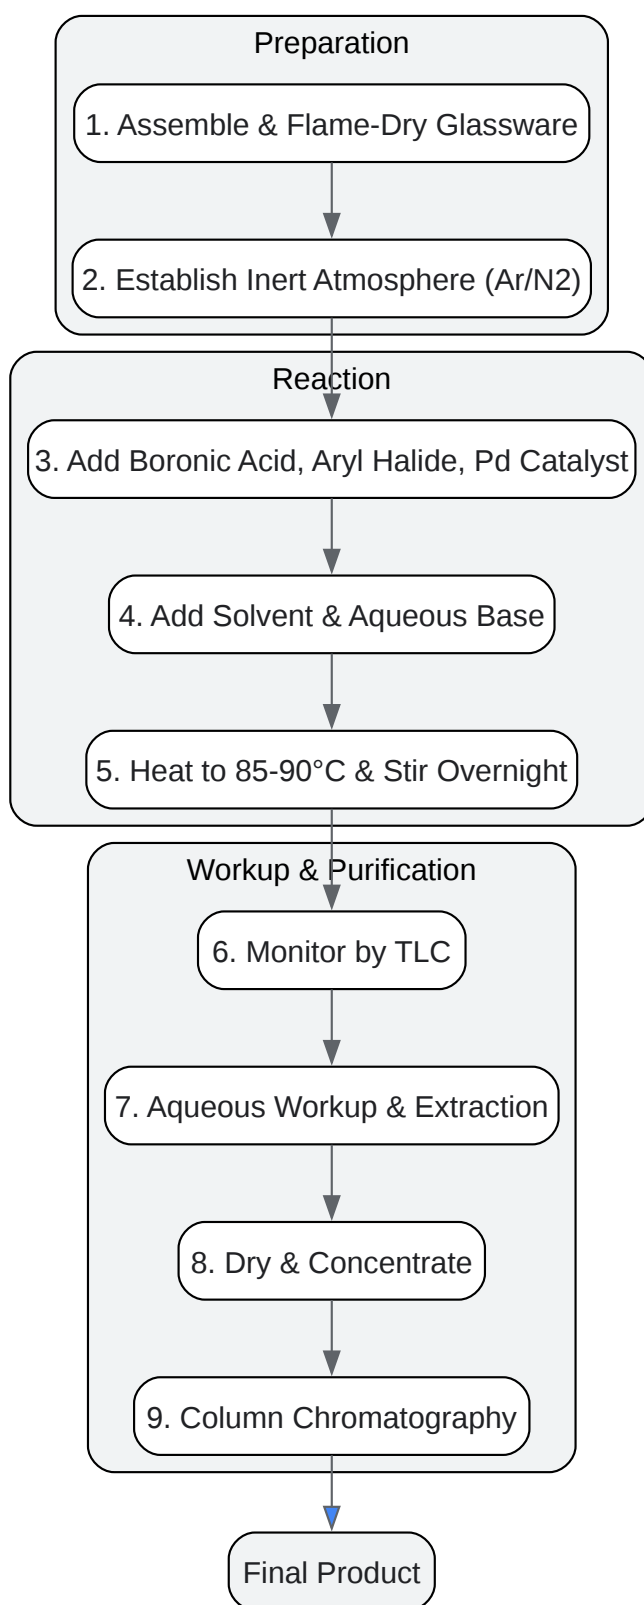 Preparation
1. Assemble & Flame-Dry Glassware
2. Establish Inert Atmosphere (Ar/N2)
Reaction
3. Add Boronic Acid, Aryl Halide, Pd Catalyst
4. Add Solvent & Aqueous Base
5. Heat to 85-90°C & Stir Overnight
Workup & Purification
6. Monitor by TLC
7. Aqueous Workup & Extraction
8. Dry & Concentrate
9. Column Chromatography
Final Product